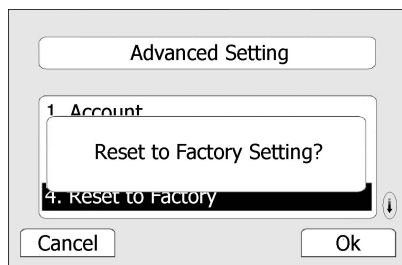 Advanced Setting
1. Account
Reset to Factory Setting?
4. Reset to Factory
Cancel
Ok